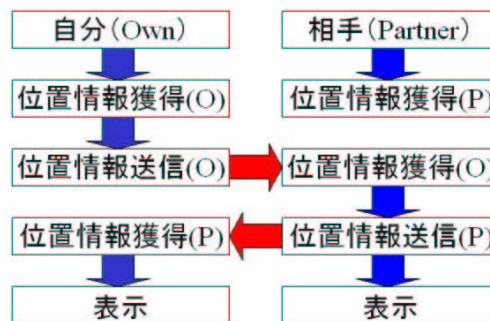 自分(Own)
相手(Partner)
位置情報獲得(O)
位置情報獲得(P)
位置情報送信(O)
位置情報獲得(O)
位置情報獲得(P)
位置情報送信(P)
表示
表示